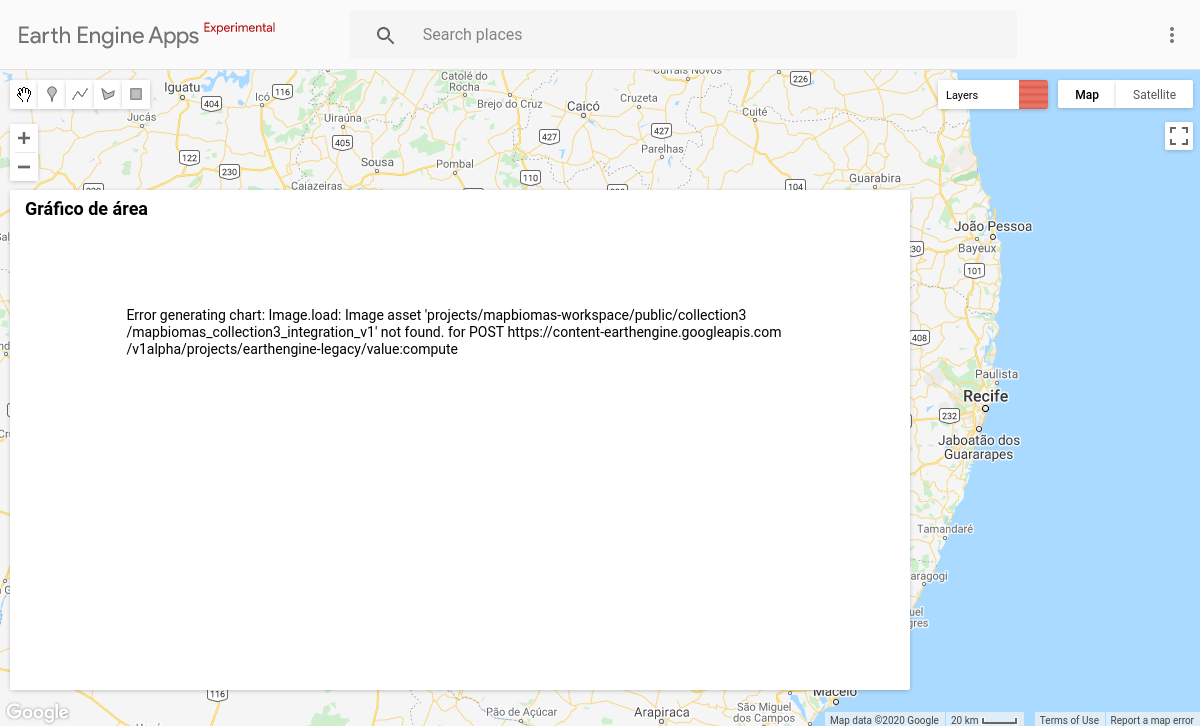 Earth Engine Apps Experimental
Search places
Layers
Map
Satellite
Iguatu
Icó
116
404
Jucás
Catolé do
Rocha
Brejo do Cruz
Uiraúna
405
Caicó
Cruzeta
226
Cuité
427
427
Parelhas
122
230
Sousa
Pombal
Cajazeiras
110
104
Guarabira
Gráfico de área
João Pessoa
Bayeux
101
Error generating chart: Image.load: Image asset 'projects/mapbiomas-workspace/public/collection3
/mapbiomas_collection3_integration_v1' not found. for POST https://content-earthengine.googleapis.com
/v1alpha/projects/earthengine-legacy/value:compute
408
Paulista
Recife
232
Jaboatão dos
Guararapes
Tamandaré
aragogi
uel
gres
116
Maceió
Google
Pão de Açúcar
Arapiraca
São Miguel
dos Campos
Map data ©2020 Google
20 km
Terms of Use
Report a map error